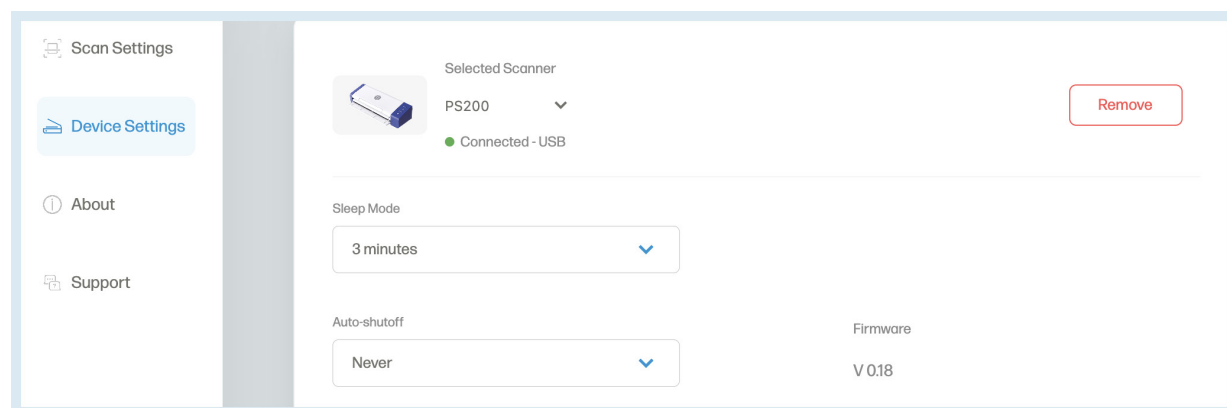 Scan Settings
Device Settings
About
Support
Selected Scanner
PS200
Connected - USB
Remove
Sleep Mode
3 minutes
Auto-shutoff
Never
Firmware
V 0.18